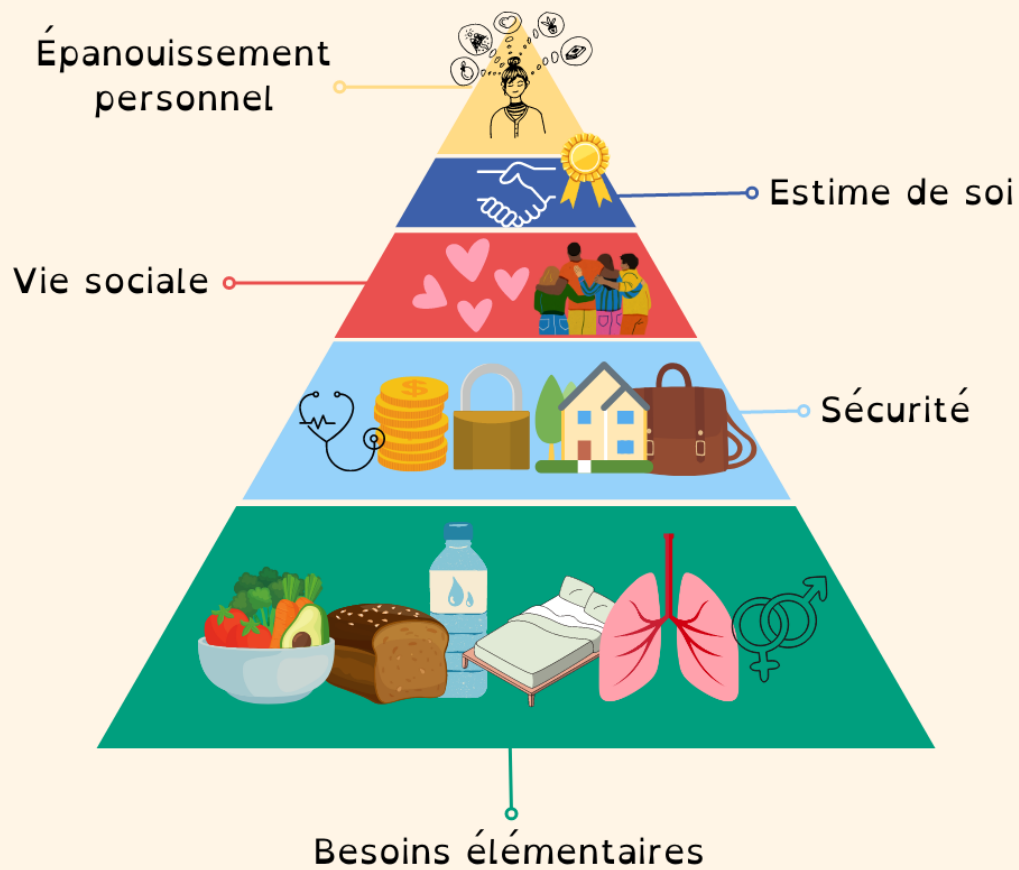 Épanouissement
personnel
Estime de soi
Vie sociale
Sécurité
Besoins élémentaires